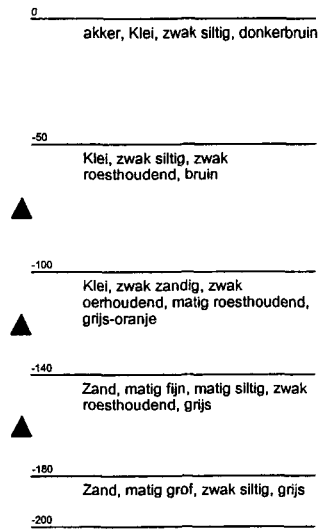 0
akker, Klei, zwak siltig, donkerbruin
-50
Klei, zwak siltig, zwak
roesthoudend, bruin
-100
Klei, zwak zandig, zwak
oerhoudend, matig roesthoudend,
grijs-oranje
-140
Zand, matig fijn, matig siltig, zwak
roesthoudend, grijs
-180
Zand, matig grof, zwak siltig, grijs
-200